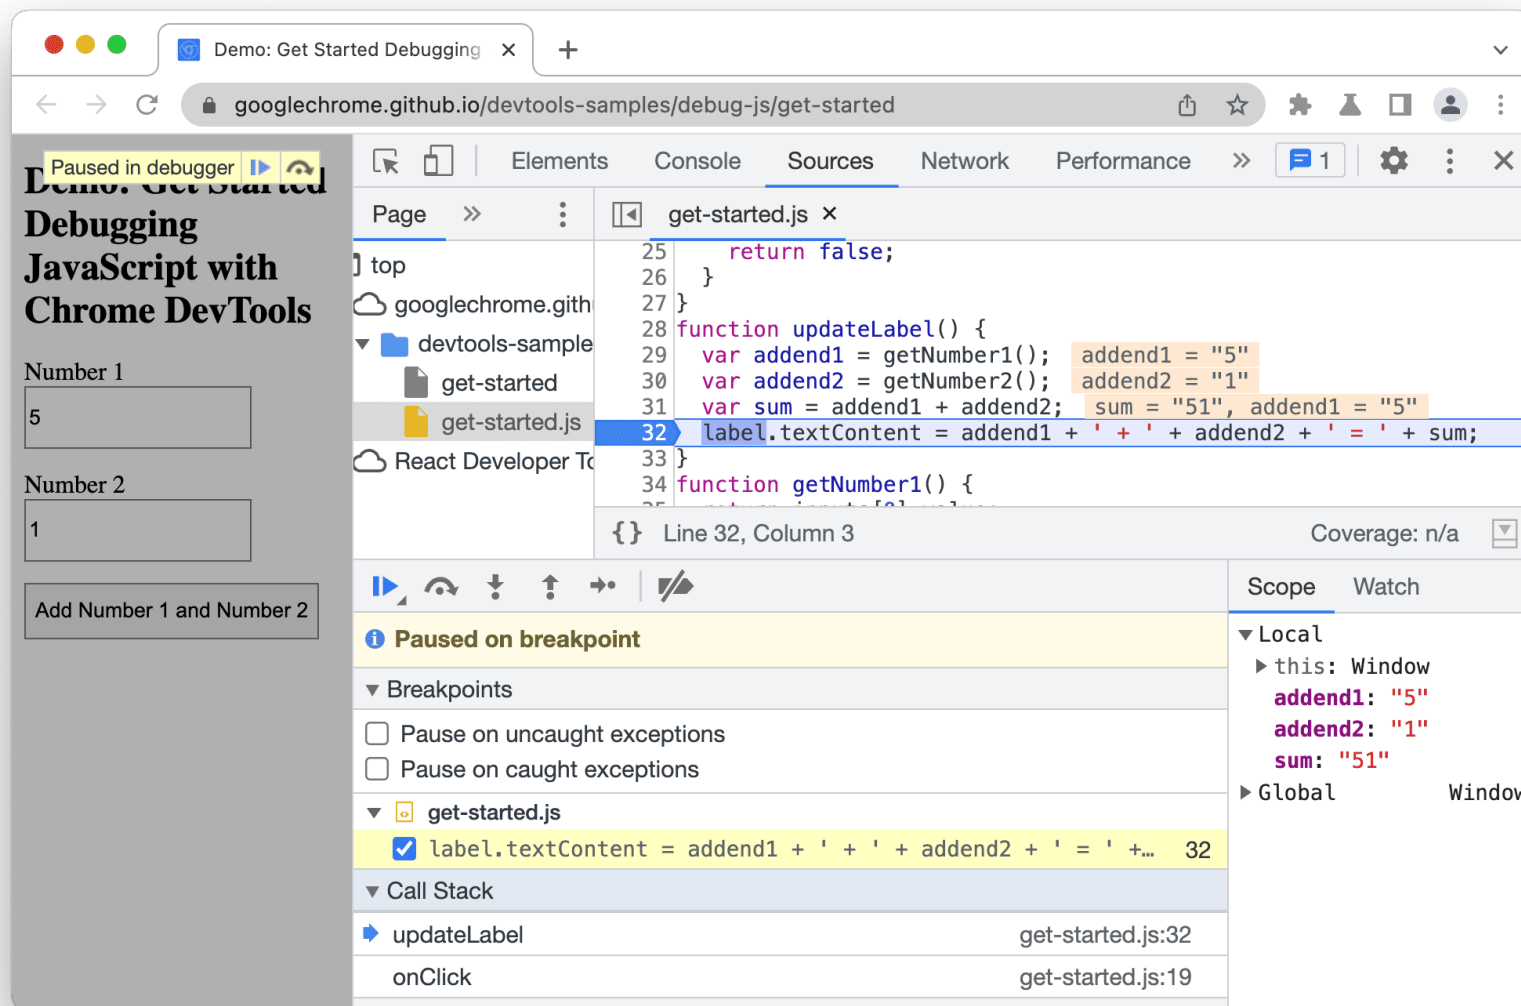 Demo: Get Started Debugging
googlechrome.github.io/devtools-samples/debug-js/get-started
Paused in debugger
Demo: Get Started
Debugging
JavaScript with
Chrome DevTools
Number 1
5
Number 2
1
Add Number 1 and Number 2
Elements Console Sources Network Performance 1
Page
get-started.js
top
googlechrome.gith
devtools-sample
get-started
get-started.js
React Developer To
25 return false;
26 }
27 }
28 function updateLabel() {
29 var addend1 = getNumber1(); addend1 = "5"
30 var addend2 = getNumber2(); addend2 = "1"
31 var sum = addend1 + addend2; sum = "51", addend1 = "5"
32 label.textContent = addend1 + ' + ' + addend2 + ' = ' + sum;
33 }
34 function getNumber1() {
{} Line 32, Column 3 Coverage: n/a
Paused on breakpoint
Breakpoints
Pause on uncaught exceptions
Pause on caught exceptions
get-started.js
label.textContent = addend1 + ' + ' + addend2 + ' = ' +… 32
Call Stack
updateLabel get-started.js:32
onClick get-started.js:19
Scope Watch
Local
this: Window
addend1: "5"
addend2: "1"
sum: "51"
Global Window